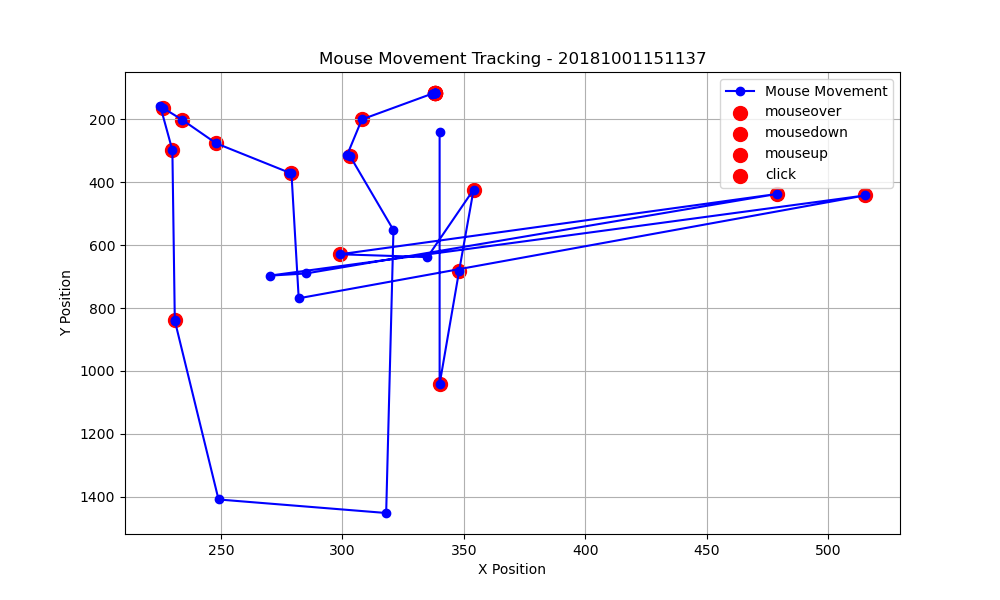 Mouse Movement Tracking - 20181001151137
Mouse Movement
mouseover
mousedown
mouseup
click
200
400
600
800
1000
1200
1400
Y Position
250
300
350
400
450
500
X Position